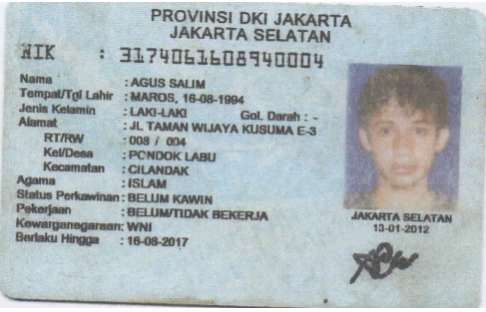 PROVINSI DKI JAKARTA
JAKARTA SELATAN
NIK : 3174061608940004
Nama : AGUS SALIM
Tempat/Tgl Lahir : MAROS, 16-08-1994
Jenis Kelamin : LAKI-LAKI Gol. Darah : -
Alamat : JL TAMAN WIJAYA KUSUMA E-3
RT/RW : 008 / 004
Kel/Desa : PONDOK LABU
Kecamatan : CILANDAK
Agama : ISLAM
Status Perkawinan : BELUM KAWIN
Pekerjaan : BELUM/TIDAK BEKERJA
Kewarganegaraan: WNI
Berlaku Hingga : 16-08-2017
JAKARTA SELATAN
13-01-2012